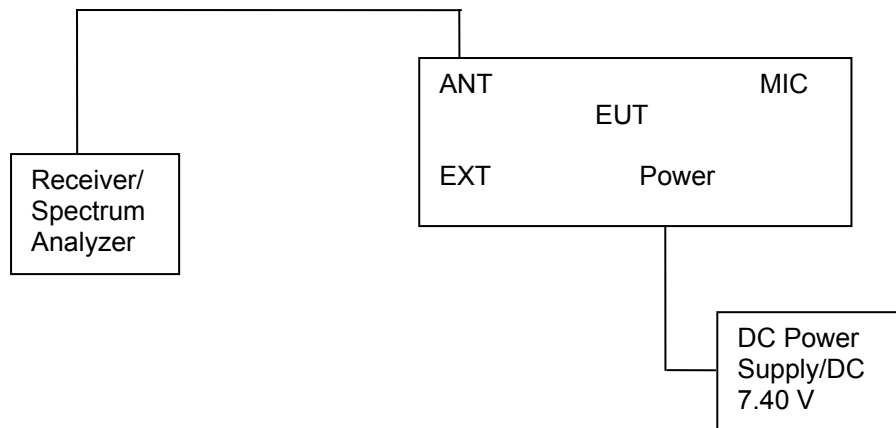 ANT MIC
EUT
EXT Power
Receiver/
Spectrum
Analyzer
DC Power
Supply/DC
7.40 V